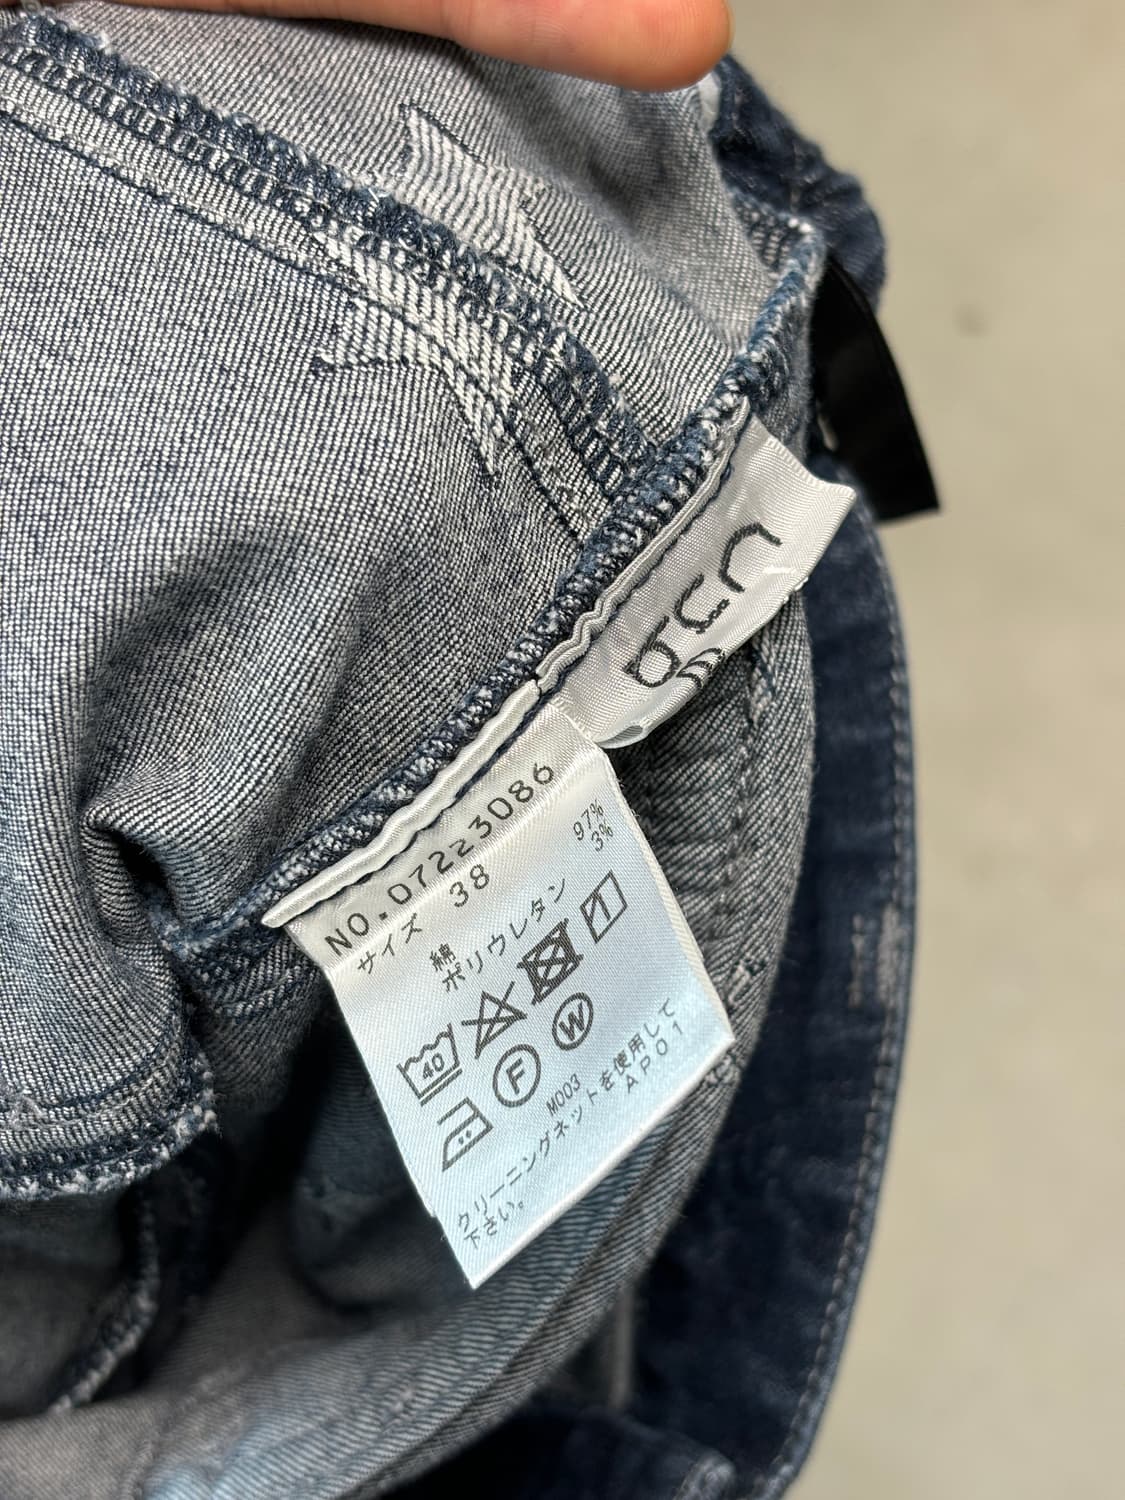 NO.07223086
サイズ 38
綿 97%
ポリウレタン 3%
40
1
F
W
M003
クリーニングネットを使用して
下さい。
AP01